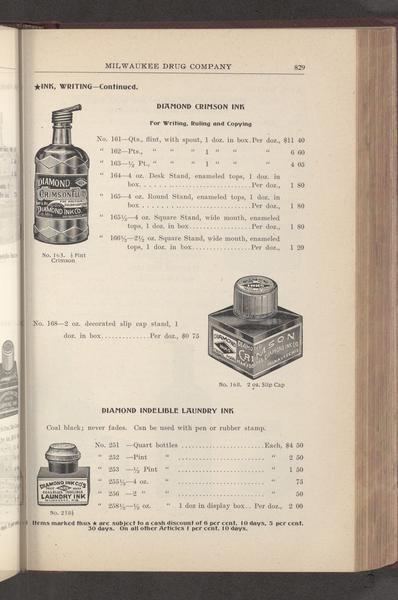 MILWAUKEE DRUG COMPANY 829
★INK, WRITING—Continued.
DIAMOND CRIMSON INK
For Writing, Ruling and Copying
No. 161—Qts., flint, with spout, 1 doz. in box. Per doz., $11 40
" 162—Pts., " " " 1 " " " 6 60
" 163—½ Pt., " " " 1 " " " 4 05
" 164—4 oz. Desk Stand, enameled tops, 1 doz. in
box. . . . . . . . . . . . . . . . . . . . . . Per doz., 1 80
" 165—4 oz. Round Stand, enameled tops, 1 doz. in
box . . . . . . . . . . . . . . . . . . . . . . Per doz., 1 80
" 165½—4 oz. Square Stand, wide mouth, enameled
tops, 1 doz. in box.................Per doz., 1 80
" 166½—2½ oz. Square Stand, wide mouth, enameled
tops, 1 doz. in box.................Per doz., 1 20
DIAMOND
CRIMSON FLUID
DIAMOND INK CO.
No. 163. ½ Pint
Crimson
No. 168—2 oz. decorated slip cap stand, 1
doz. in box.............Per doz., $0 75
INKS
DIAMOND
CRIMSON
DIAMOND INK CO.
MILWAUKEE, WIS.
No. 168. 2 oz. Slip Cap
DIAMOND INDELIBLE LAUNDRY INK
Coal black; never fades. Can be used with pen or rubber stamp.
No. 251 —Quart bottles ........................Each, $4 50
" 252 —Pint " ........................ " 2 50
" 253 —½ Pint " ........................ " 1 50
" 255½—4 oz. " ........................ " 75
" 256 —2 " " ........................ " 50
" 258½—½ oz. " 1 doz in display box.. Per doz., 2 00
DIAMOND INK CO'S
LAUNDRY INK
MILWAUKEE, WIS.
No. 258½
Items marked thus ★ are subject to a cash discount of 6 per cent. 10 days, 5 per cent.
30 days. On all other Articles 1 per cent. 10 days.